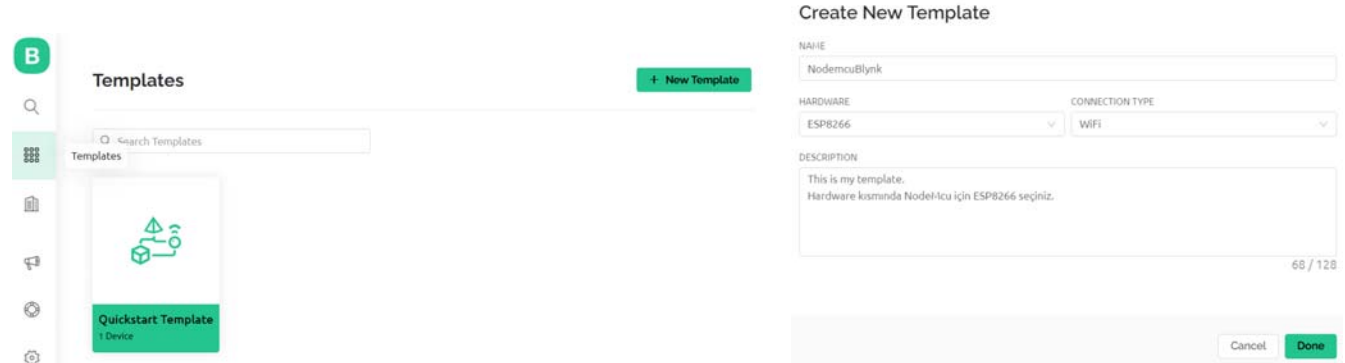 B
Templates
+ New Template
Search Templates
Templates
Quickstart Template
1 Device
Create New Template
NAME
NodemcuBlynk
HARDWARE
CONNECTION TYPE
ESP8266
WiFi
DESCRIPTION
This is my template.
Hardware kısmında NodeMcu için ESP8266 seçiniz.
68 / 128
Cancel
Done